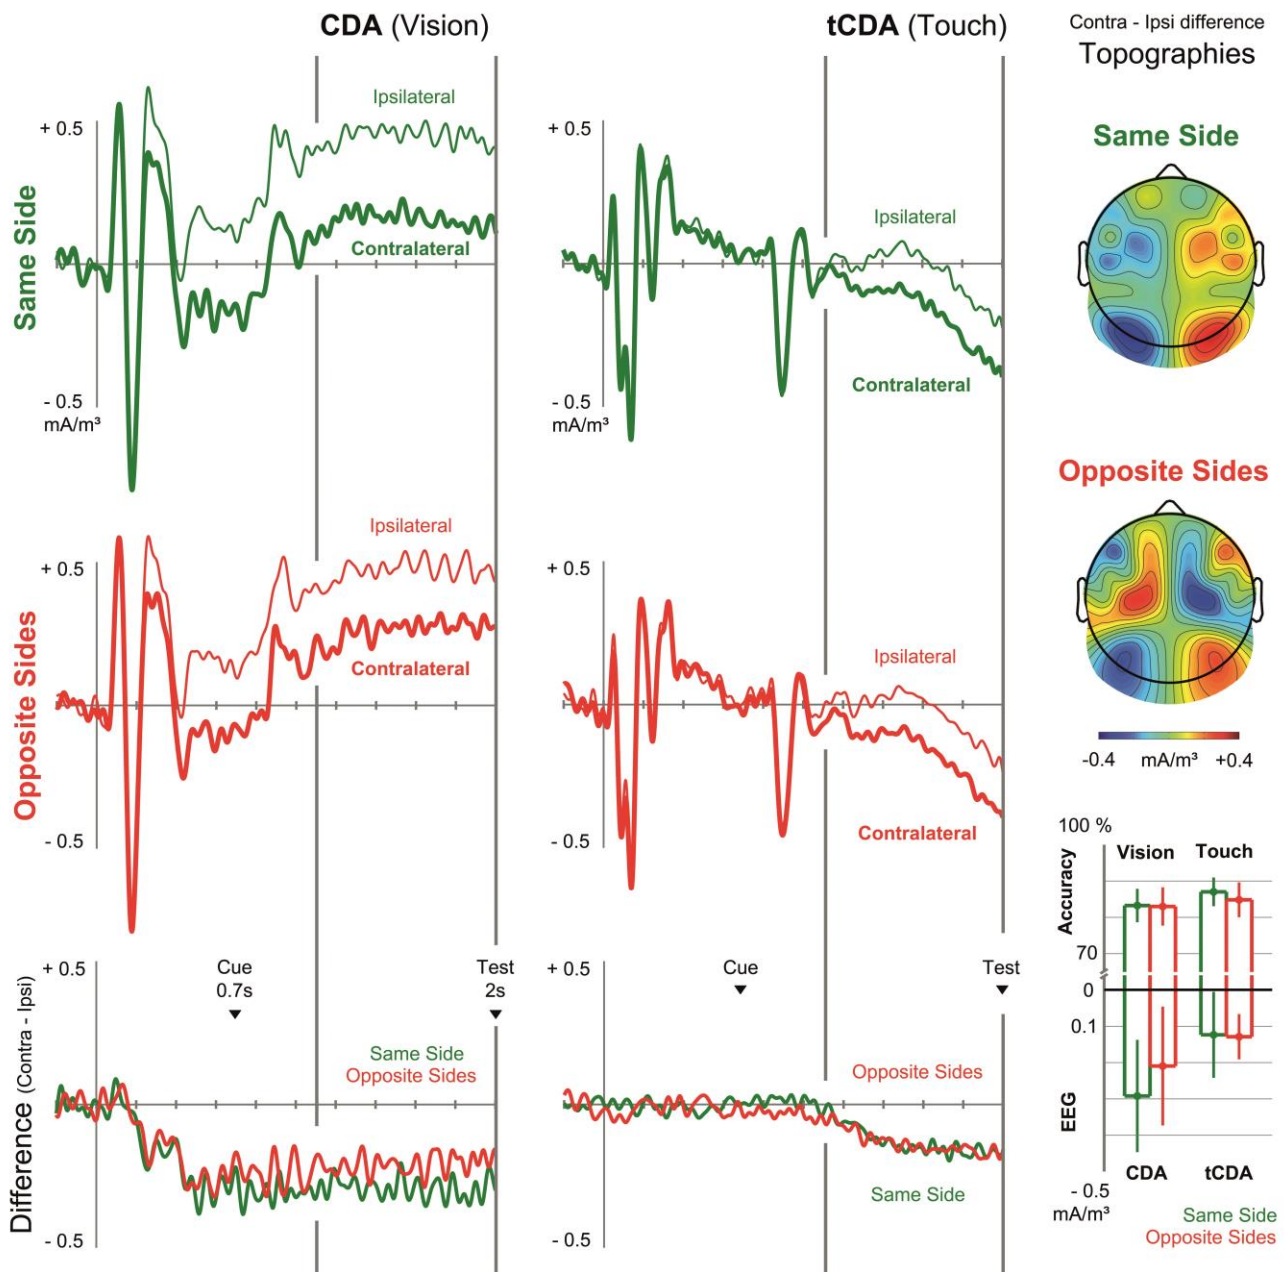 CDA (Vision)
tCDA (Touch)
Contra - Ipsi difference
Topographies
Same Side
+ 0.5
Ipsilateral
Contralateral
- 0.5
mA/m³
+ 0.5
Ipsilateral
Contralateral
- 0.5
mA/m³
Same Side
Opposite Sides
+ 0.5
Ipsilateral
Contralateral
- 0.5
+ 0.5
Ipsilateral
Contralateral
- 0.5
Opposite Sides
-0.4 mA/m³ +0.4
Difference (Contra - Ipsi)
+ 0.5
Cue
0.7s
Test
2s
Same Side
Opposite Sides
- 0.5
+ 0.5
Cue
Test
Opposite Sides
Same Side
- 0.5
100 %
Accuracy
Vision Touch
70
0
0.1
EEG
CDA tCDA
- 0.5
mA/m³
Same Side
Opposite Sides